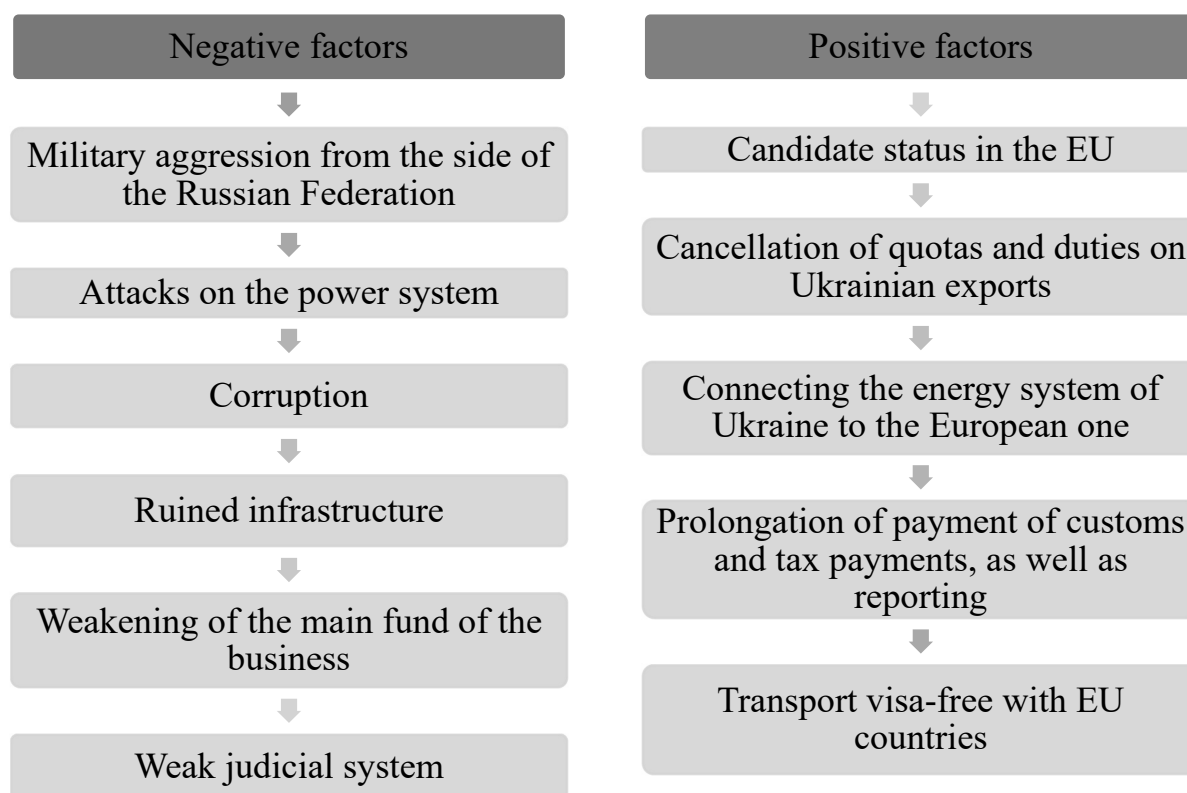 Negative factors
Military aggression from the side of
the Russian Federation
Attacks on the power system
Corruption
Ruined infrastructure
Weakening of the main fund of the
business
Weak judicial system
Positive factors
Candidate status in the EU
Cancellation of quotas and duties on
Ukrainian exports
Connecting the energy system of
Ukraine to the European one
Prolongation of payment of customs
and tax payments, as well as
reporting
Transport visa-free with EU
countries